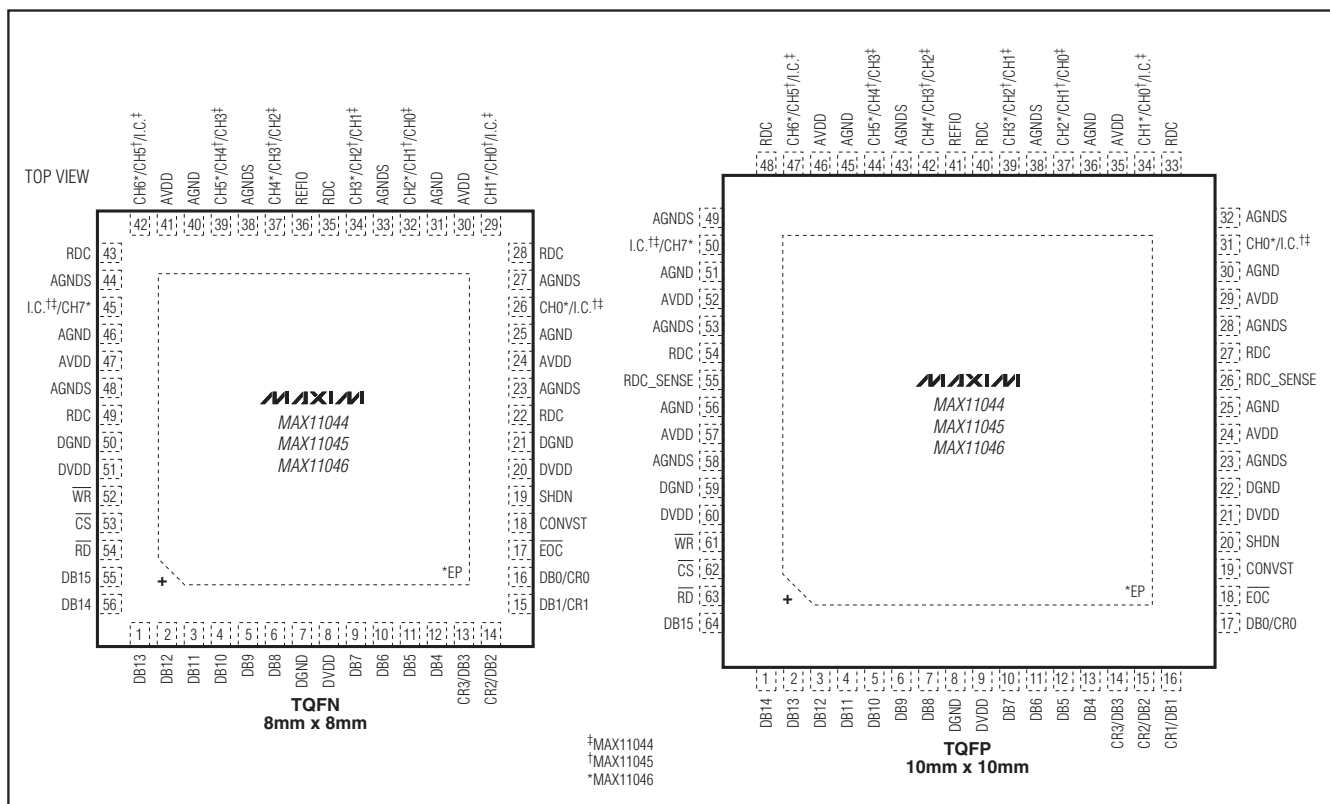 TOP VIEW
CH6*/CH5†/I.C.‡
AVDD
AGND
CH5*/CH4†/CH3‡
AGNDS
CH4*/CH3†/CH2‡
REFIO
RDC
CH3*/CH2†/CH1‡
AGNDS
CH2*/CH1†/CH0‡
AGND
AVDD
CH1*/CH0†/I.C.‡
42 41 40 39 38 37 36 35 34 33 32 31 30 29
RDC 43
AGNDS 44
I.C.†‡/CH7* 45
AGND 46
AVDD 47
AGNDS 48
RDC 49
DGND 50
DVDD 51
WR 52
CS 53
RD 54
DB15 55
DB14 56
28 RDC
27 AGNDS
26 CH0*/I.C.†‡
25 AGND
24 AVDD
23 AGNDS
22 RDC
21 DGND
20 DVDD
19 SHDN
18 CONVST
17 EOC
16 DB0/CR0
15 DB1/CR1
MAXIM
MAX11044
MAX11045
MAX11046
+
*EP
1 2 3 4 5 6 7 8 9 10 11 12 13 14
DB13
DB12
DB11
DB10
DB9
DB8
DGND
DVDD
DB7
DB6
DB5
DB4
CR3/DB3
CR2/DB2
TQFN
8mm x 8mm
RDC
CH6*/CH5†/I.C.‡
AVDD
AGND
CH5*/CH4†/CH3‡
AGNDS
CH4*/CH3†/CH2‡
REFIO
RDC
CH3*/CH2†/CH1‡
AGNDS
CH2*/CH1†/CH0‡
AGND
AVDD
CH1*/CH0†/I.C.‡
RDC
48 47 46 45 44 43 42 41 40 39 38 37 36 35 34 33
AGNDS 49
I.C.†‡/CH7* 50
AGND 51
AVDD 52
AGNDS 53
RDC 54
RDC_SENSE 55
AGND 56
AVDD 57
AGNDS 58
DGND 59
DVDD 60
WR 61
CS 62
RD 63
DB15 64
32 AGNDS
31 CH0*/I.C.†‡
30 AGND
29 AVDD
28 AGNDS
27 RDC
26 RDC_SENSE
25 AGND
24 AVDD
23 AGNDS
22 DGND
21 DVDD
20 SHDN
19 CONVST
18 EOC
17 DB0/CR0
MAXIM
MAX11044
MAX11045
MAX11046
+
*EP
1 2 3 4 5 6 7 8 9 10 11 12 13 14 15 16
DB14
DB13
DB12
DB11
DB10
DB9
DB8
DGND
DVDD
DB7
DB6
DB5
DB4
CR3/DB3
CR2/DB2
CR1/DB1
TQFP
10mm x 10mm
‡MAX11044
†MAX11045
*MAX11046